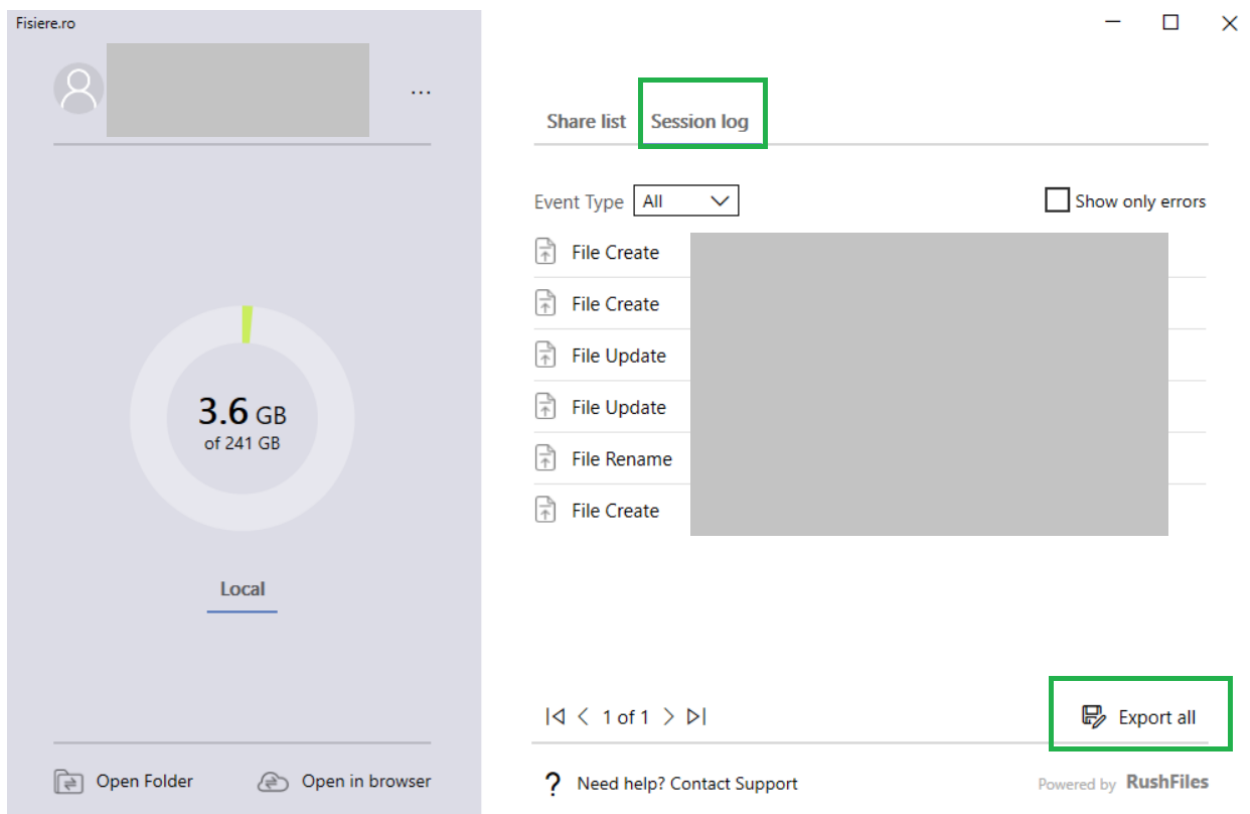 Fisiere.ro
...
Share list Session log
Event Type All Show only errors
File Create
File Create
File Update
File Update
File Rename
File Create
3.6 GB
of 241 GB
Local
1 of 1 Export all
Open Folder Open in browser
? Need help? Contact Support Powered by RushFiles